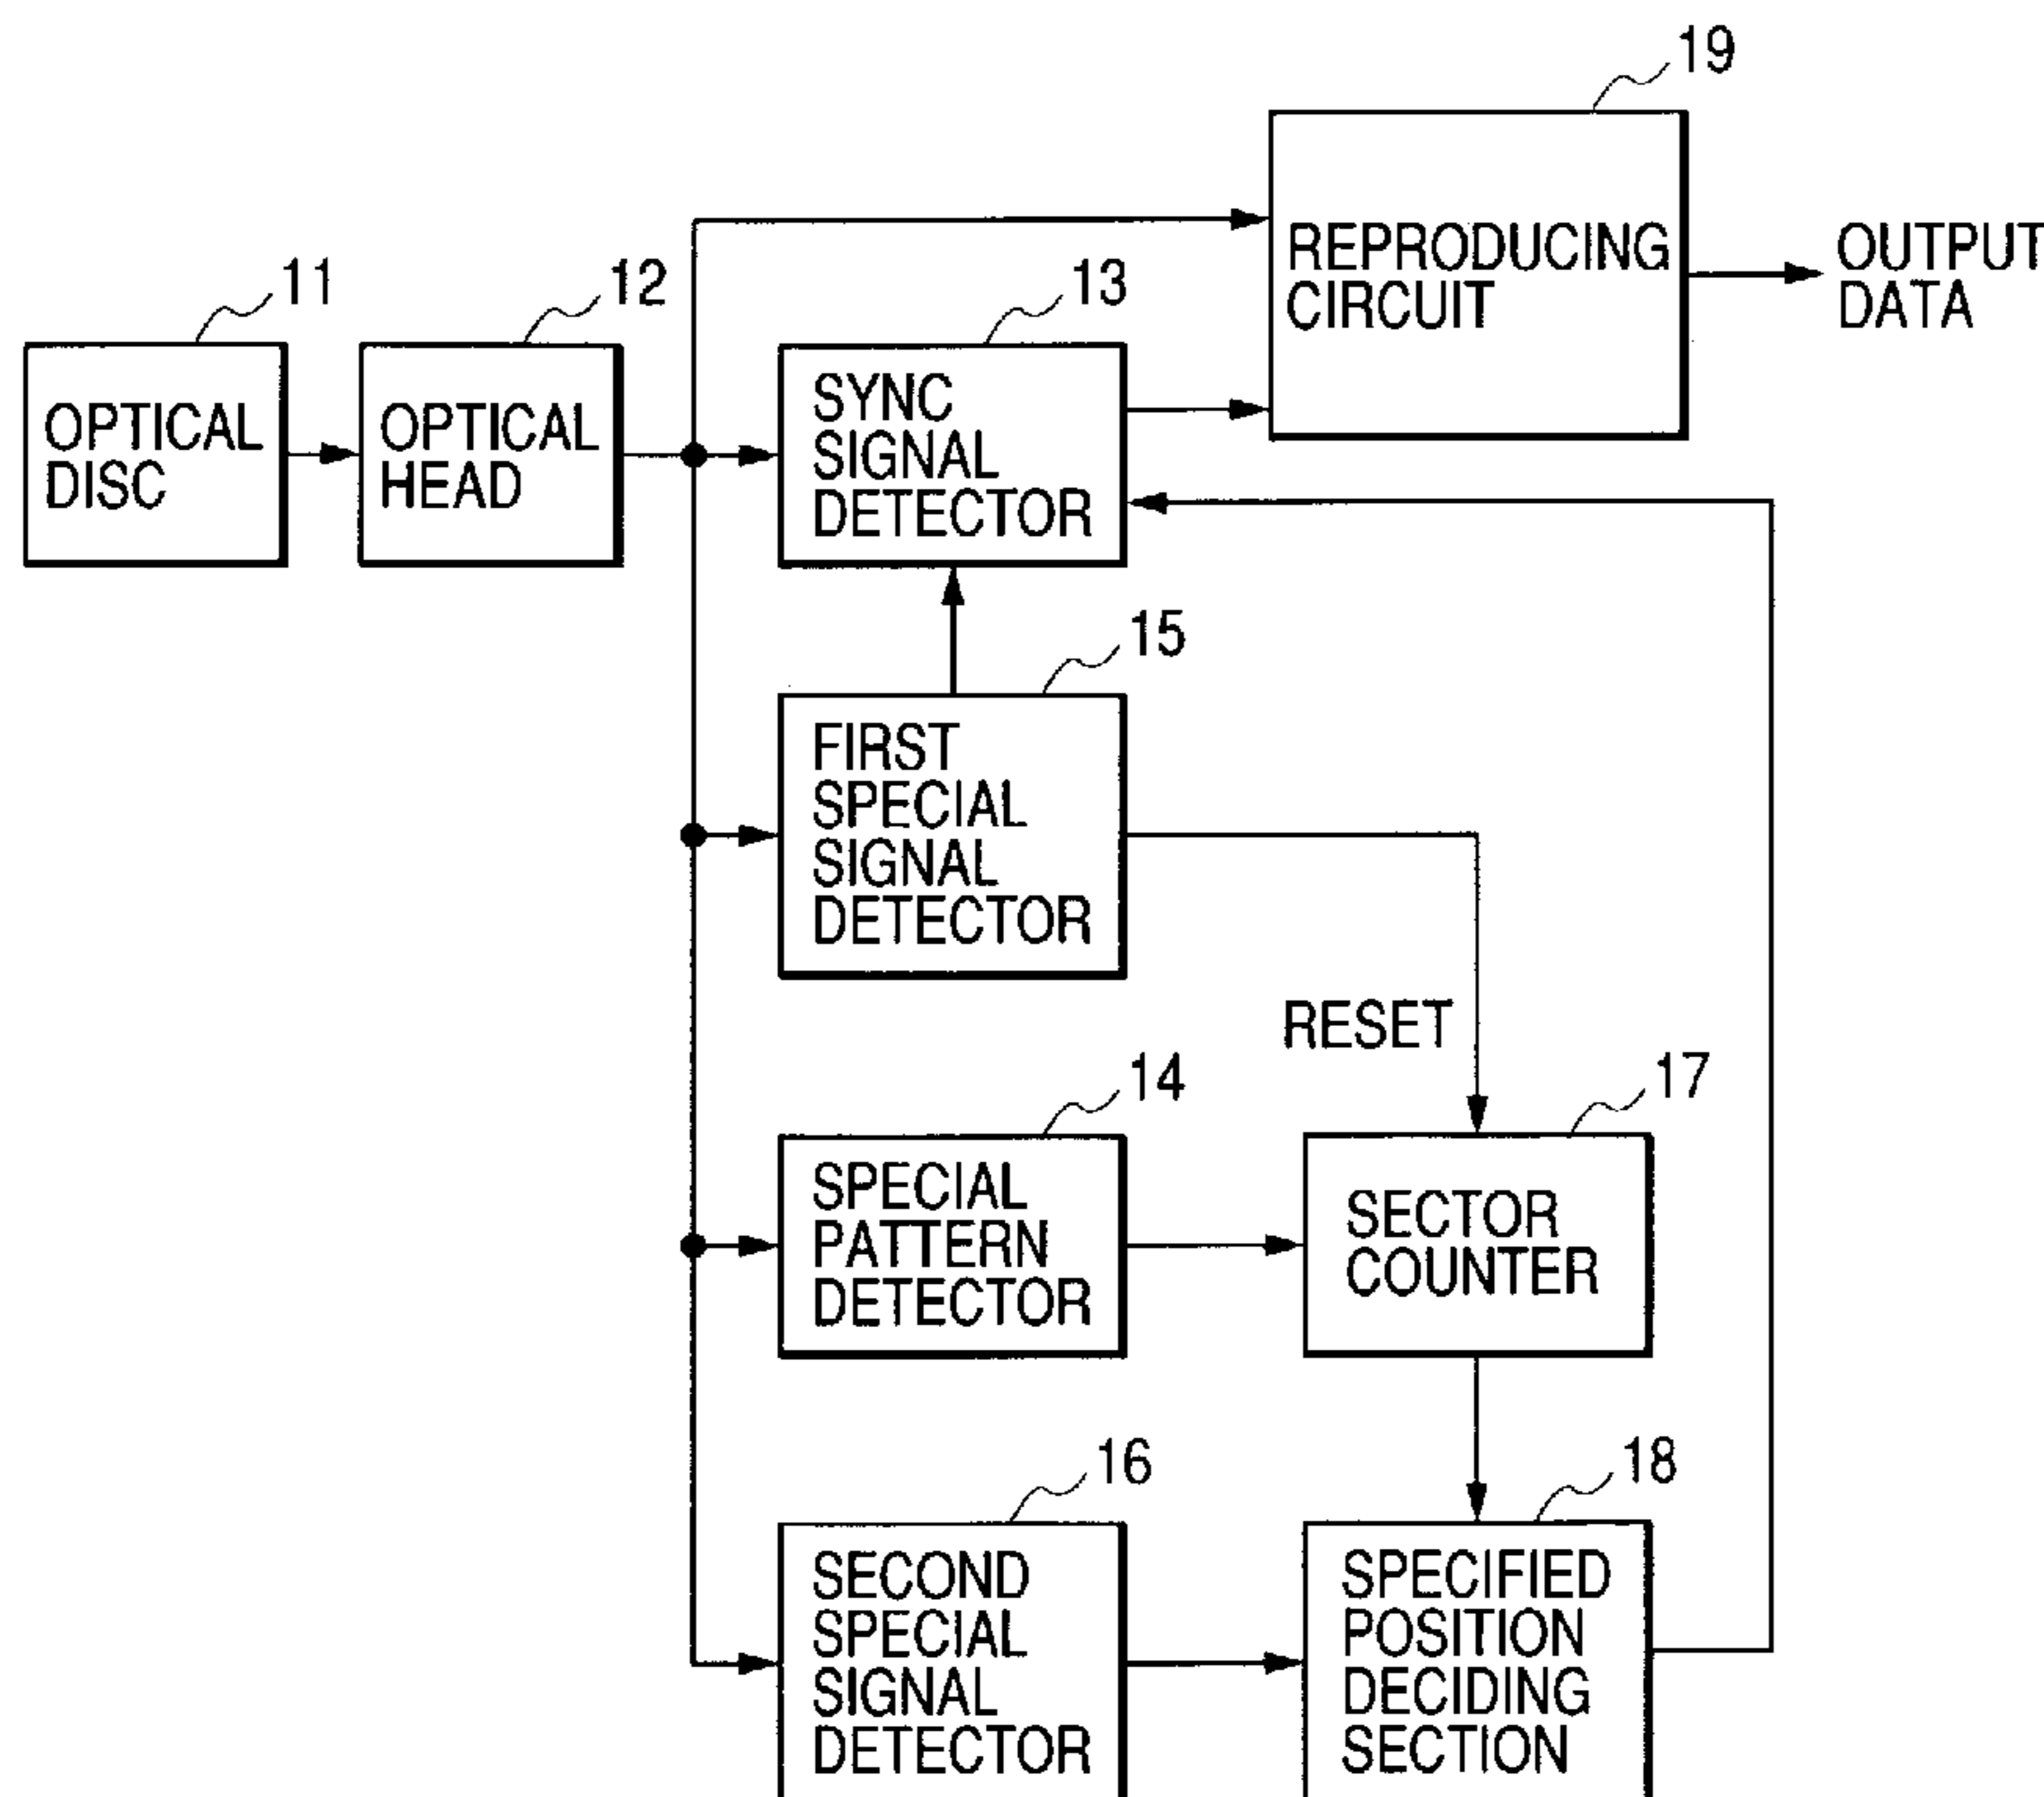 19
REPRODUCING
CIRCUIT
OUTPUT
DATA
11
OPTICAL
DISC
12
OPTICAL
HEAD
13
SYNC
SIGNAL
DETECTOR
15
FIRST
SPECIAL
SIGNAL
DETECTOR
RESET
14
SPECIAL
PATTERN
DETECTOR
17
SECTOR
COUNTER
16
SECOND
SPECIAL
SIGNAL
DETECTOR
18
SPECIFIED
POSITION
DECIDING
SECTION